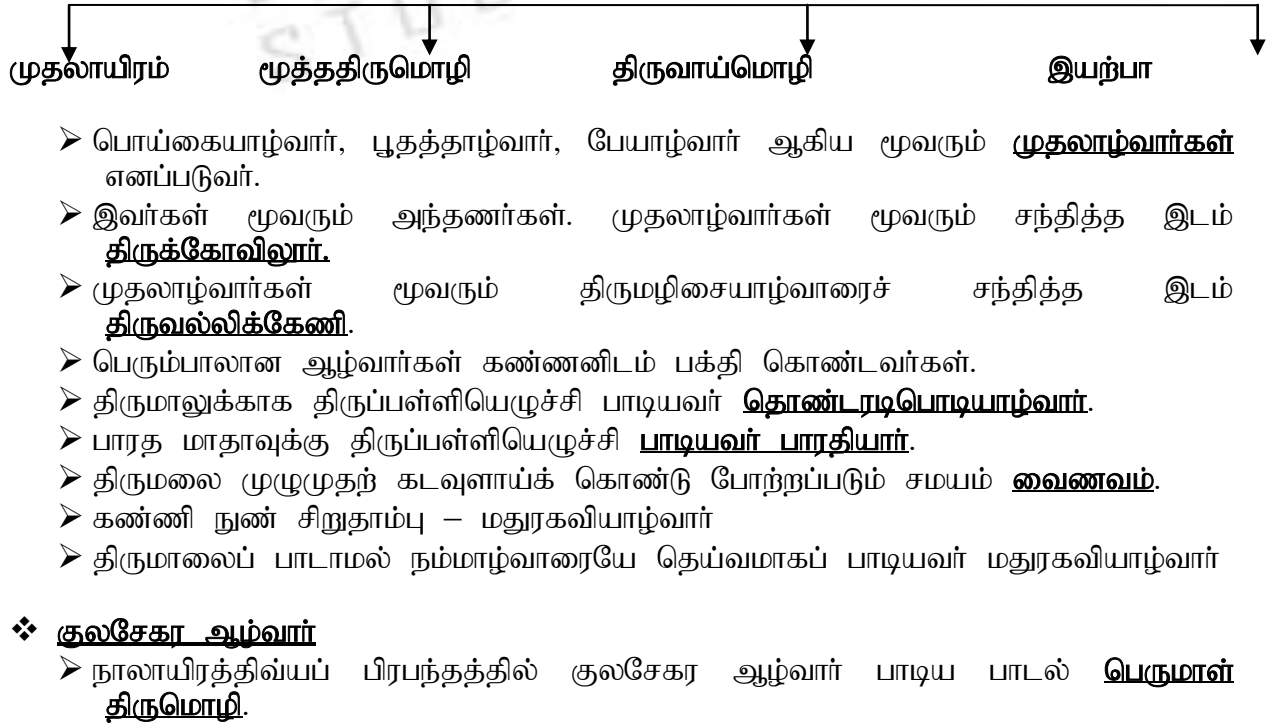 முதலாயிரம் மூத்ததிருமொழி திருவாய்மொழி இயற்பா
➢ பொய்கையாழ்வார், பூதத்தாழ்வார், பேயாழ்வார் ஆகிய மூவரும் முதலாழ்வார்கள்
எனப்படுவர்.
➢ இவர்கள் மூவரும் அந்தணர்கள். முதலாழ்வார்கள் மூவரும் சந்தித்த இடம்
திருக்கோவிலூர்.
➢ முதலாழ்வார்கள் மூவரும் திருமழிசையாழ்வாரைச் சந்தித்த இடம்
திருவல்லிக்கேணி.
➢ பெரும்பாலான ஆழ்வார்கள் கண்ணனிடம் பக்தி கொண்டவர்கள்.
➢ திருமாலுக்காக திருப்பள்ளியெழுச்சி பாடியவர் தொண்டரடிபொடியாழ்வார்.
➢ பாரத மாதாவுக்கு திருப்பள்ளியெழுச்சி பாடியவர் பாரதியார்.
➢ திருமலை முழுமுதற் கடவுளாய்க் கொண்டு போற்றப்படும் சமயம் வைணவம்.
➢ கண்ணி நுண் சிறுதாம்பு – மதுரகவியாழ்வார்
➢ திருமாலைப் பாடாமல் நம்மாழ்வாரையே தெய்வமாகப் பாடியவர் மதுரகவியாழ்வார்
❖ குலசேகர ஆழ்வார்
➢ நாலாயிரத்திவ்யப் பிரபந்தத்தில் குலசேகர ஆழ்வார் பாடிய பாடல் பெருமாள்
திருமொழி.